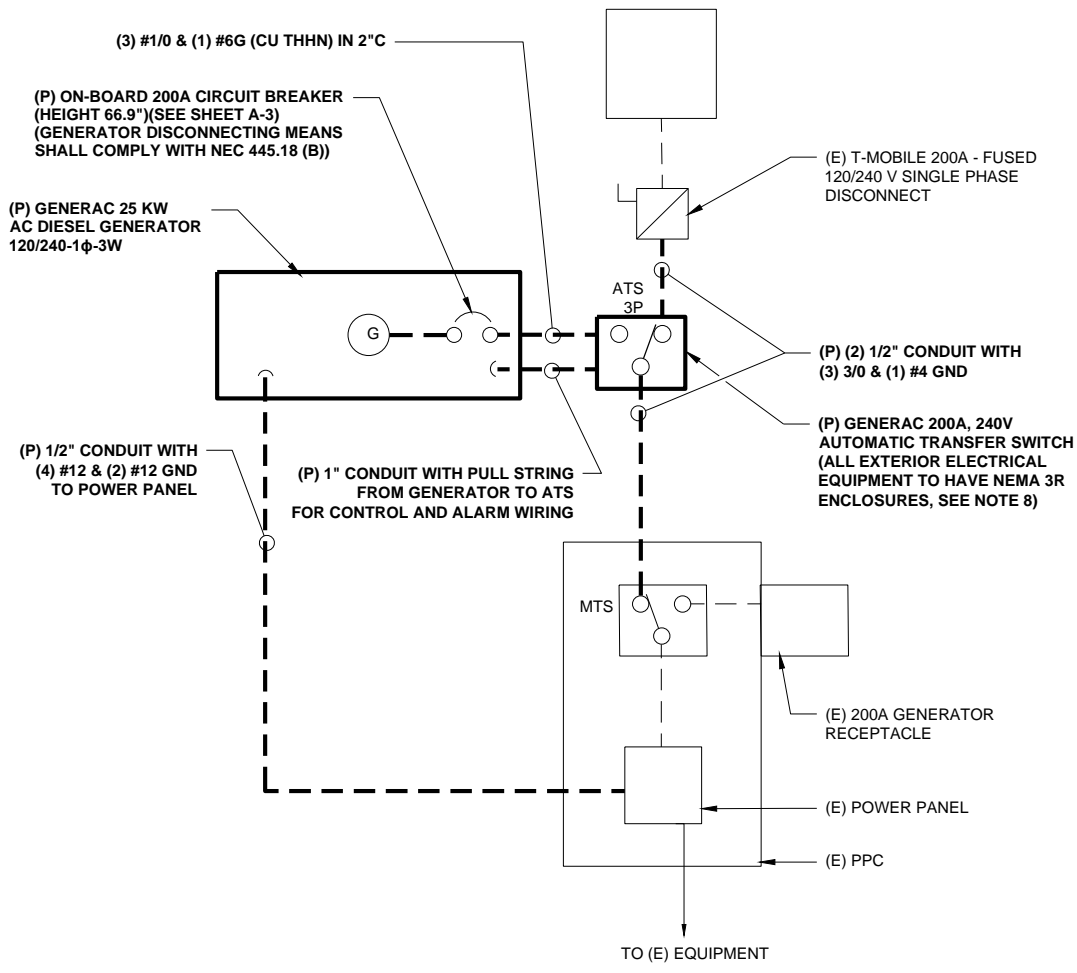 (3) #1/0 & (1) #6G (CU THHN) IN 2"C
(P) ON-BOARD 200A CIRCUIT BREAKER
(HEIGHT 66.9")(SEE SHEET A-3)
(GENERATOR DISCONNECTING MEANS
SHALL COMPLY WITH NEC 445.18 (B))
(P) GENERAC 25 KW
AC DIESEL GENERATOR
120/240-1ϕ-3W
(E) T-MOBILE 200A - FUSED
120/240 V SINGLE PHASE
DISCONNECT
ATS
3P
G
(P) (2) 1/2" CONDUIT WITH
(3) 3/0 & (1) #4 GND
(P) GENERAC 200A, 240V
AUTOMATIC TRANSFER SWITCH
(ALL EXTERIOR ELECTRICAL
EQUIPMENT TO HAVE NEMA 3R
ENCLOSURES, SEE NOTE 8)
(P) 1/2" CONDUIT WITH
(4) #12 & (2) #12 GND
TO POWER PANEL
(P) 1" CONDUIT WITH PULL STRING
FROM GENERATOR TO ATS
FOR CONTROL AND ALARM WIRING
MTS
(E) 200A GENERATOR
RECEPTACLE
(E) POWER PANEL
(E) PPC
TO (E) EQUIPMENT